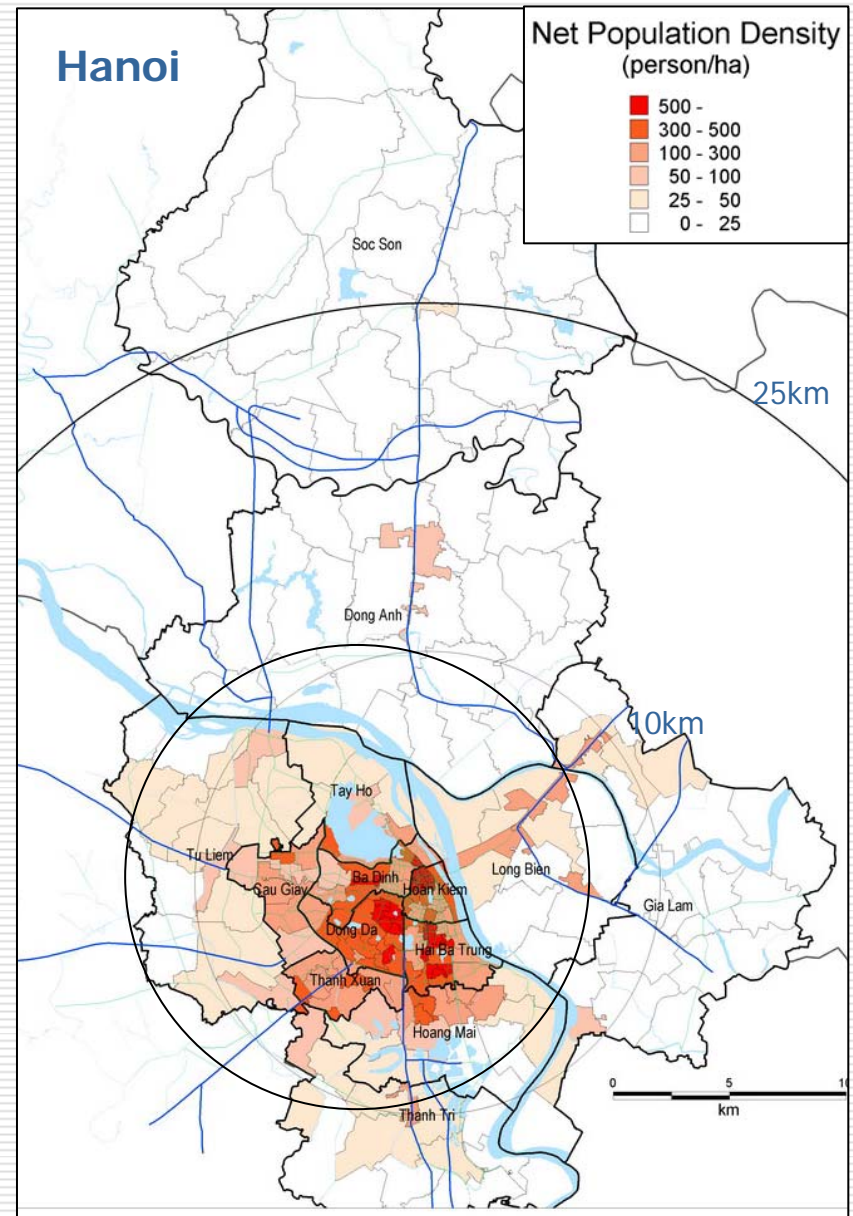 Hanoi
Net Population Density
(person/ha)
500 -
300 - 500
100 - 300
50 - 100
25 - 50
0 - 25
Soc Son
25km
Dong Anh
10km
Tay Ho
Tu Liem
Cau Giay
Ba Dinh
Hoan Kiem
Long Bien
Gia Lam
Dong Da
Hai Ba Trung
Thanh Xuan
Hoang Mai
0 5 10
km
Thanh Tri